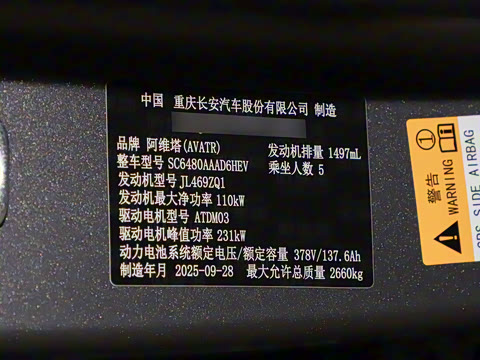 中国 重庆长安汽车股份有限公司 制造
品牌 阿维塔(AVATR) 发动机排量 1497mL
整车型号 SC6480AAAD6HEV 乘坐人数 5
发动机型号 JL469ZQ1
发动机最大净功率 110kW
驱动电机型号 ATDM03
驱动电机峰值功率 231kW
动力电池系统额定电压/额定容量 378V/137.6Ah
制造年月 2025-09-28 最大允许总质量 2660kg
警告
WARNING
SRS SIDE AIRBAG